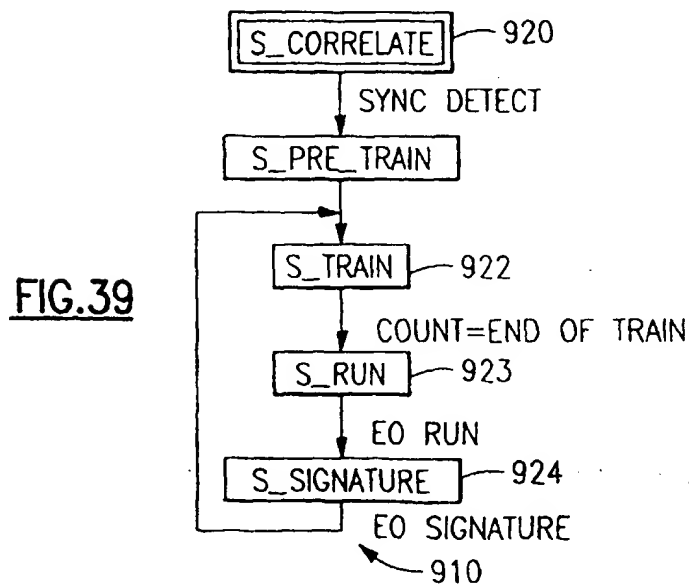 S_CORRELATE 920
SYNC DETECT
S_PRE_TRAIN
S_TRAIN 922
FIG.39
COUNT=END OF TRAIN
S_RUN 923
EO RUN
S_SIGNATURE 924
EO SIGNATURE
910